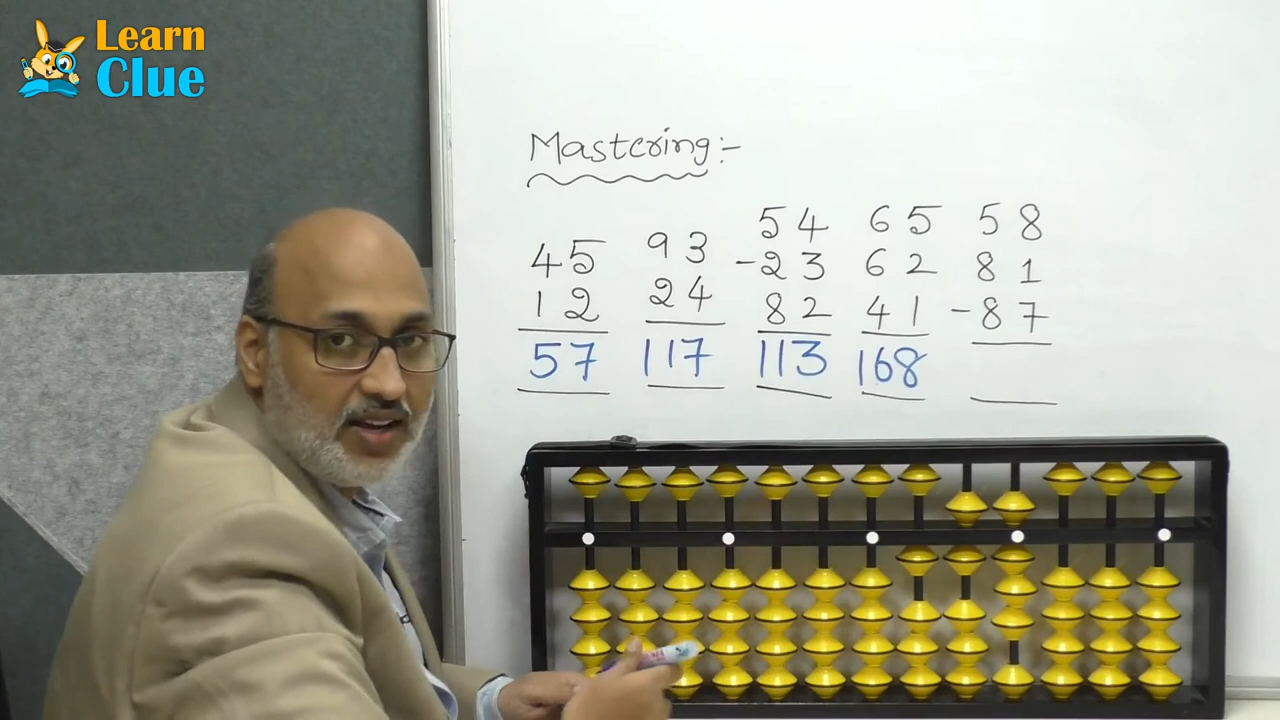 Learn
Clue
Mastering:-
54 65 58
45 93 -23 62 81
12 24 82 41 -87
57 117 113 168